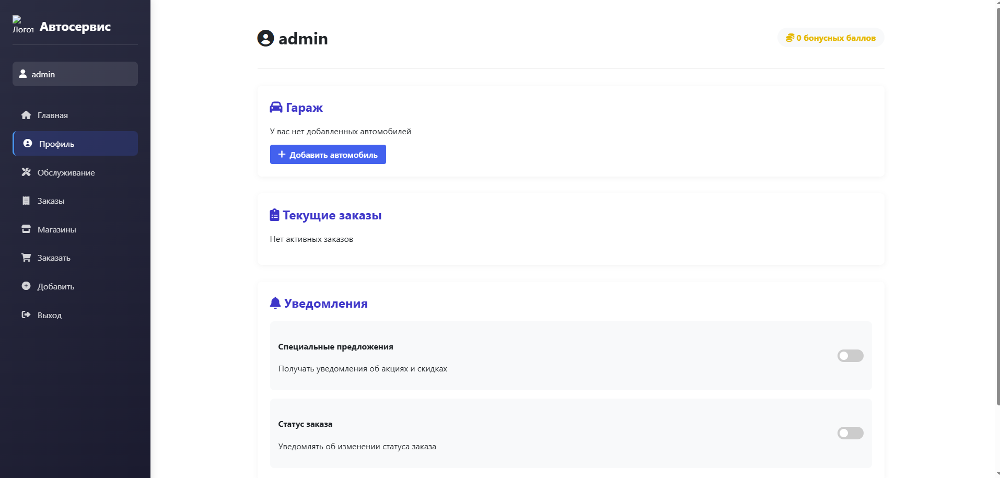 Логот
Автосервис
admin
Главная
Профиль
Обслуживание
Заказы
Магазины
Заказать
Добавить
Выход
admin
0 бонусных баллов
Гараж
У вас нет добавленных автомобилей
Добавить автомобиль
Текущие заказы
Нет активных заказов
Уведомления
Специальные предложения
Получать уведомления об акциях и скидках
Статус заказа
Уведомлять об изменении статуса заказа